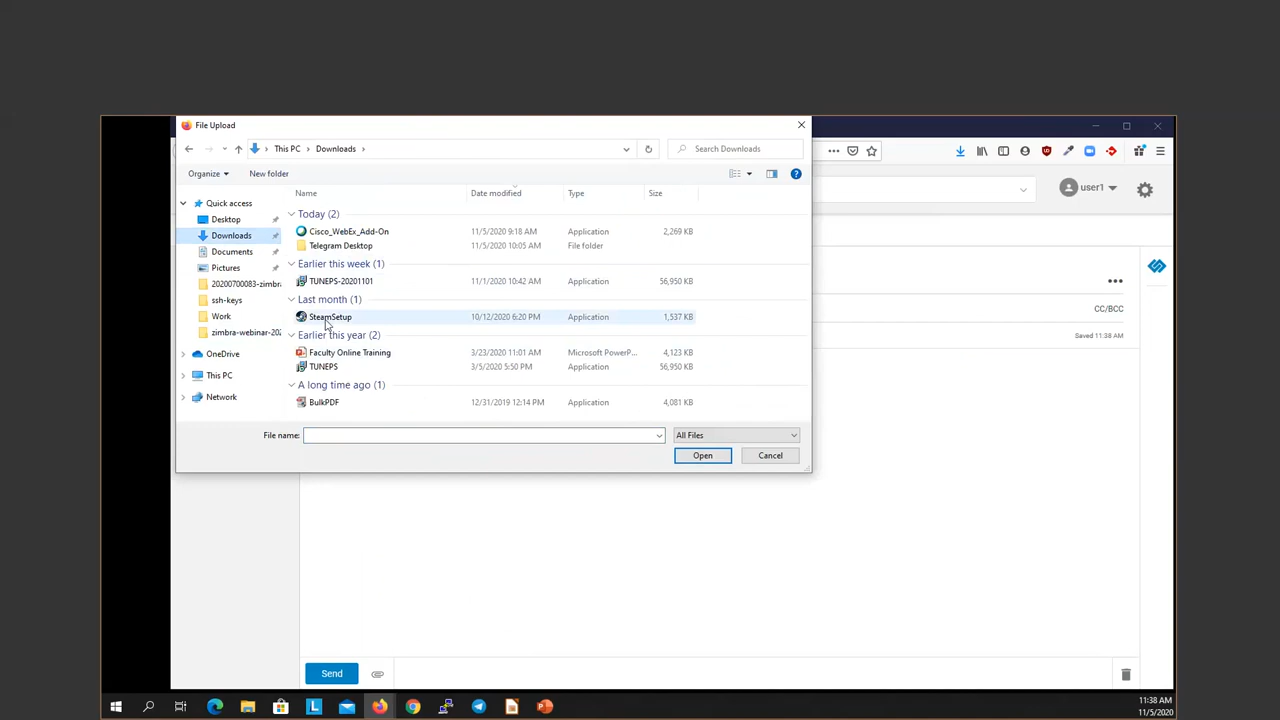 File Upload
This PC > Downloads >
Search Downloads
Organize
New folder
Name
Date modified
Type
Size
Quick access
Desktop
Downloads
Documents
Pictures
20200700083-zimbra
ssh-keys
Work
zimbra-webinar-202
OneDrive
This PC
Network
Today (2)
Cisco_WebEx_Add-On 11/5/2020 9:18 AM Application 2,269 KB
Telegram Desktop 11/5/2020 10:05 AM File folder
Earlier this week (1)
TUNEPS-20201101 11/1/2020 10:42 AM Application 56,950 KB
Last month (1)
SteamSetup 10/12/2020 6:20 PM Application 1,537 KB
Earlier this year (2)
Faculty Online Training 3/23/2020 11:01 AM Microsoft PowerP... 4,123 KB
TUNEPS 3/5/2020 5:50 PM Application 56,950 KB
A long time ago (1)
BulkPDF 12/31/2019 12:14 PM Application 4,081 KB
File name:
All Files
Open
Cancel
user1
CC/BCC
Saved 11:38 AM
Send
11:38 AM
11/5/2020